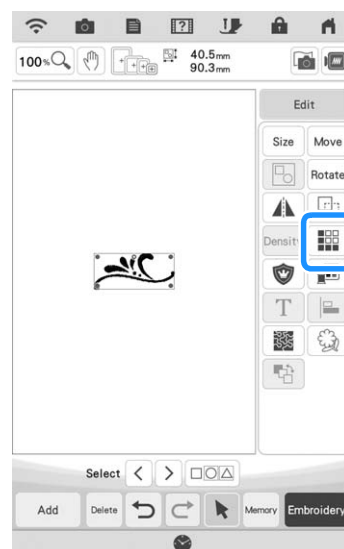 100%
40.5mm
90.3mm
Edit
Size Move
Rotate
Density
T
Select
Add Delete Memory Embroidery